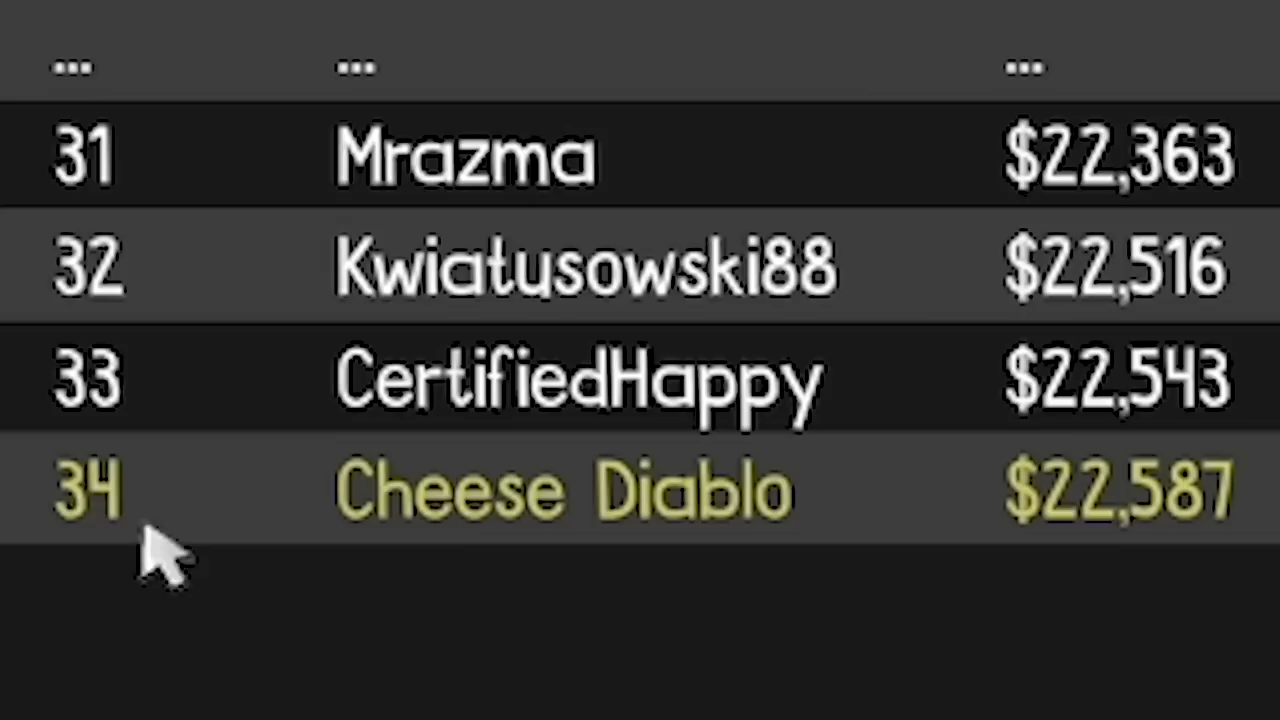 ... ... ...
31 Mrazma $22,363
32 Kwiatusowski88 $22,516
33 CertifiedHappy $22,543
34 Cheese Diablo $22,587